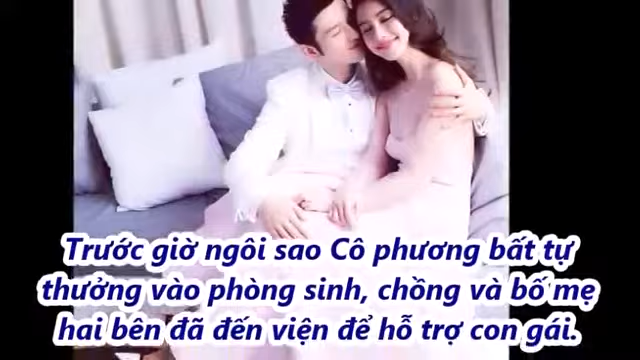 Trước giờ ngôi sao Cô phương bất tự
thưởng vào phòng sinh, chồng và bố mẹ
hai bên đã đến viện để hỗ trợ con gái.